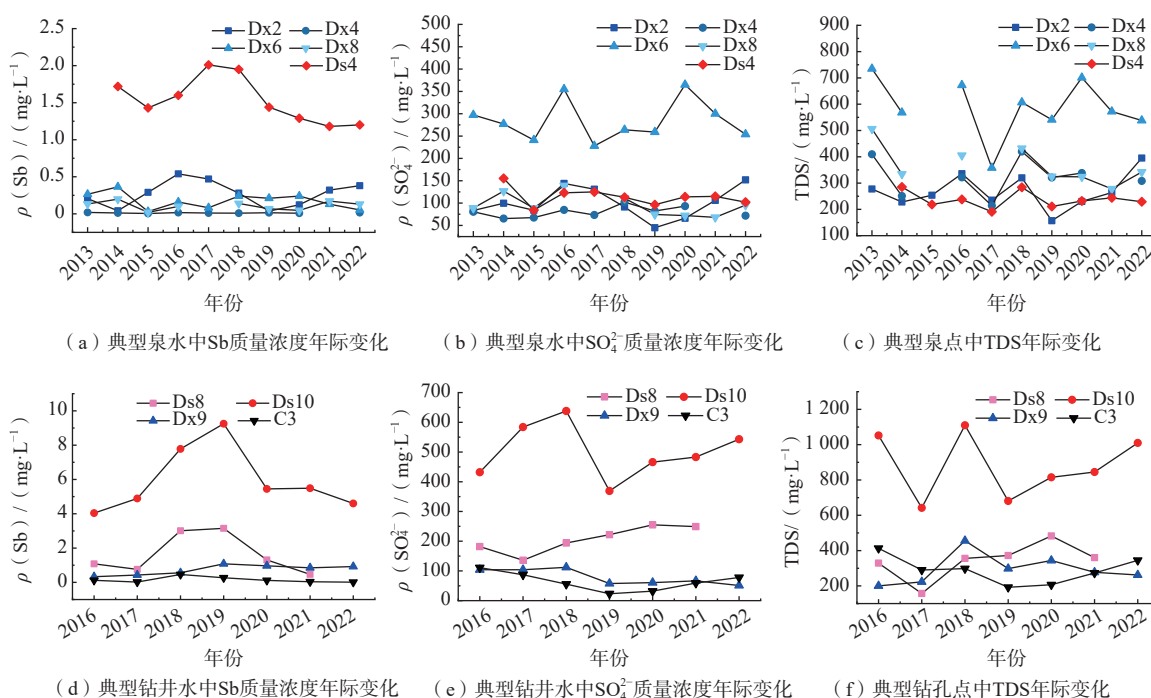 2.5
2.0
1.5
1.0
0.5
0
ρ（Sb）/（mg·L⁻¹）
Dx2 Dx4
Dx6 Dx8
Ds4
2013 2014 2015 2016 2017 2018 2019 2020 2021 2022
年份
（a）典型泉水中Sb质量浓度年际变化
500
450
400
350
300
250
200
150
100
50
ρ（SO₄²⁻）/（mg·L⁻¹）
Dx2 Dx4
Dx6 Dx8
Ds4
2013 2014 2015 2016 2017 2018 2019 2020 2021 2022
年份
（b）典型泉水中SO₄²⁻质量浓度年际变化
900
800
700
600
500
400
300
200
100
TDS/（mg·L⁻¹）
Dx2 Dx4
Dx6 Dx8
Ds4
2013 2014 2015 2016 2017 2018 2019 2020 2021 2022
年份
（c）典型泉点中TDS年际变化
10
8
6
4
2
0
ρ（Sb）/（mg·L⁻¹）
Ds8 Ds10
Dx9 C3
2016 2017 2018 2019 2020 2021 2022
年份
（d）典型钻井水中Sb质量浓度年际变化
700
600
500
400
300
200
100
0
ρ（SO₄²⁻）/（mg·L⁻¹）
Ds8 Ds10
Dx9 C3
2016 2017 2018 2019 2020 2021 2022
年份
（e）典型钻井水中SO₄²⁻质量浓度年际变化
1 200
1 000
800
600
400
200
TDS/（mg·L⁻¹）
Ds8 Ds10
Dx9 C3
2016 2017 2018 2019 2020 2021 2022
年份
（f）典型钻孔点中TDS年际变化